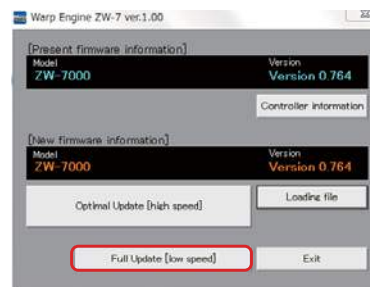 Warp Engine ZW-7 ver.1.00
[Present firmware information]
Model Version
ZW-7000 Version 0.764
Controller information
[New firmware information]
Model Version
ZW-7000 Version 0.764
Optimal Update [high speed] Loading file
Full Update [low speed] Exit